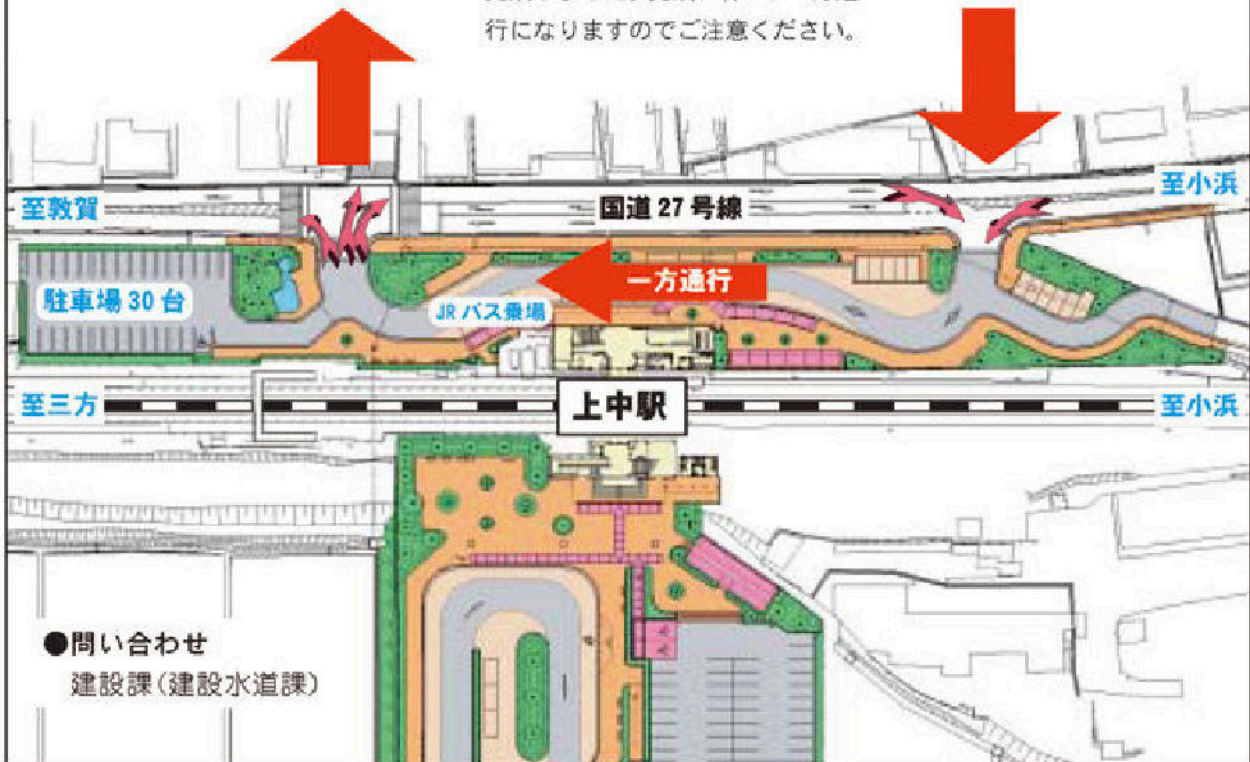 行になりますのでご注意ください。
至敦賀
国道27号線
至小浜
駐車場30台
一方通行
JRバス乗場
至三方
上中駅
至小浜
●問い合わせ
建設課(建設水道課)